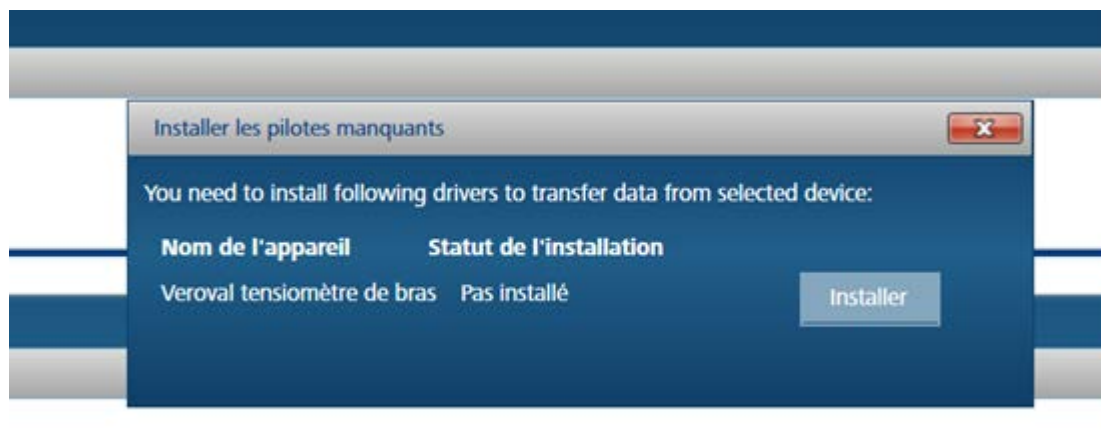 Installer les pilotes manquants
You need to install following drivers to transfer data from selected device:
Nom de l'appareil Statut de l'installation
Veroval tensiomètre de bras Pas installé Installer